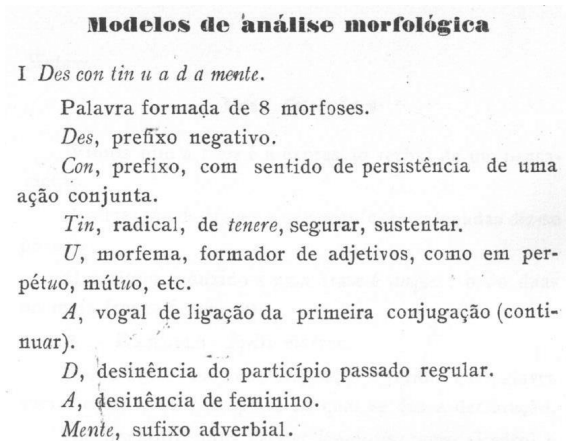 Modelos de análise morfológica
I Des con tin u a d a mente.
Palavra formada de 8 morfoses.
Des, prefixo negativo.
Con, prefixo, com sentido de persistência de uma
ação conjunta.
Tin, radical, de tenere, segurar, sustentar.
U, morfema, formador de adjetivos, como em per-
pétuo, mútuo, etc.
A, vogal de ligação da primeira conjugação (conti-
nuar).
D, desinência do particípio passado regular.
A, desinência de feminino.
Mente, sufixo adverbial.